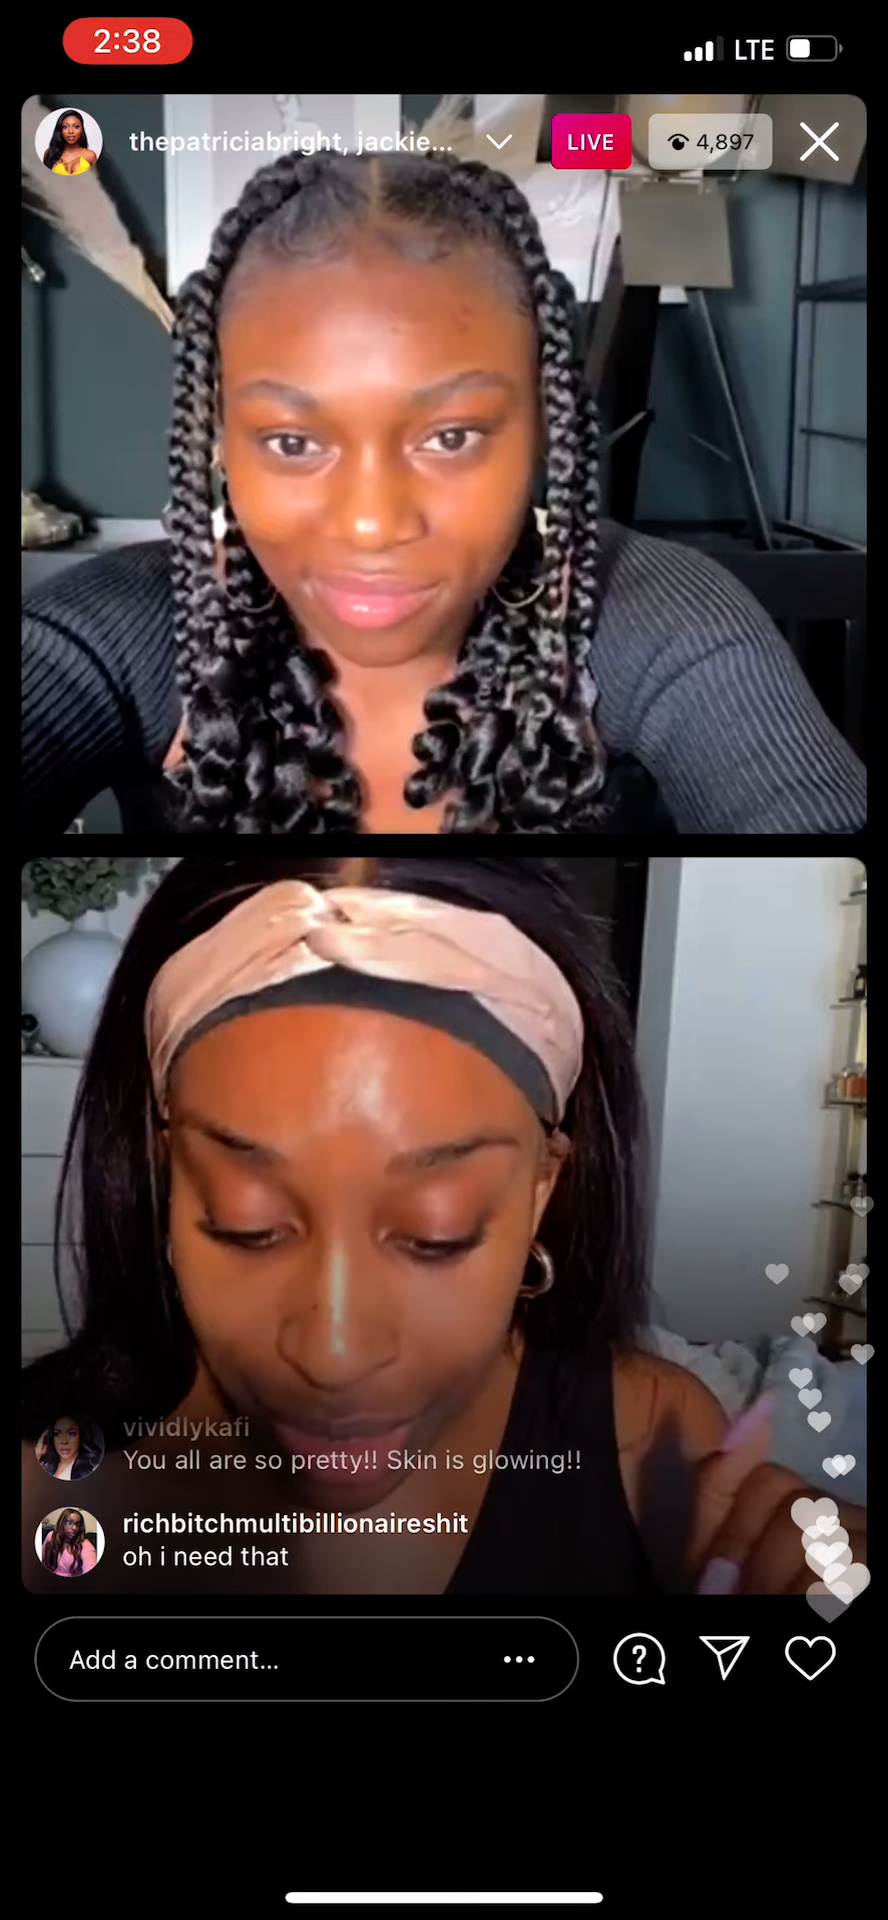 2:38
LTE
thepatriciabright, jackie...
LIVE
4,897
vividlykafi
You all are so pretty!! Skin is glowing!!
richbitchmultibillionaireshit
oh i need that
Add a comment...
?